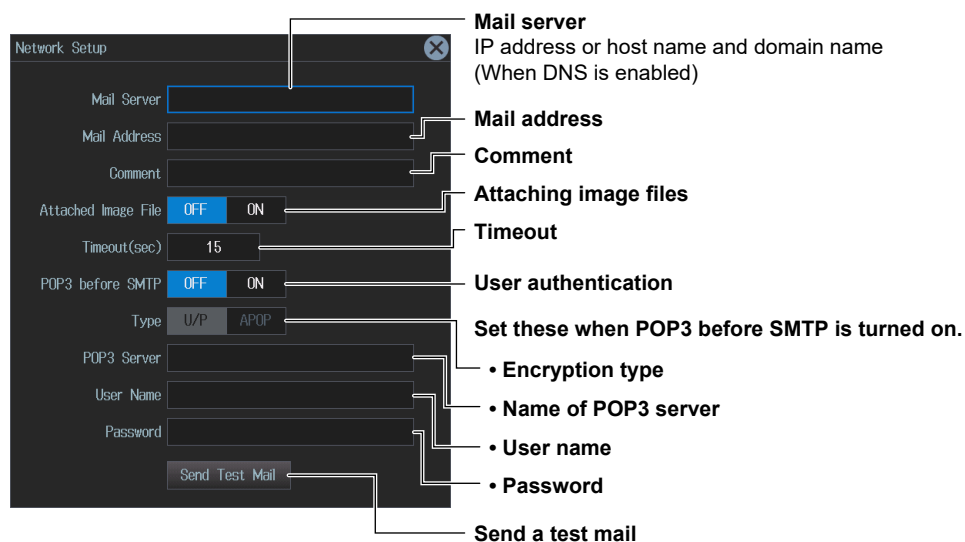 Network Setup
Mail Server
Mail Address
Comment
Attached Image File OFF ON
Timeout(sec) 15
POP3 before SMTP OFF ON
Type U/P APOP
POP3 Server
User Name
Password
Send Test Mail
Mail server
IP address or host name and domain name
(When DNS is enabled)
Mail address
Comment
Attaching image files
Timeout
User authentication
Set these when POP3 before SMTP is turned on.
• Encryption type
• Name of POP3 server
• User name
• Password
Send a test mail